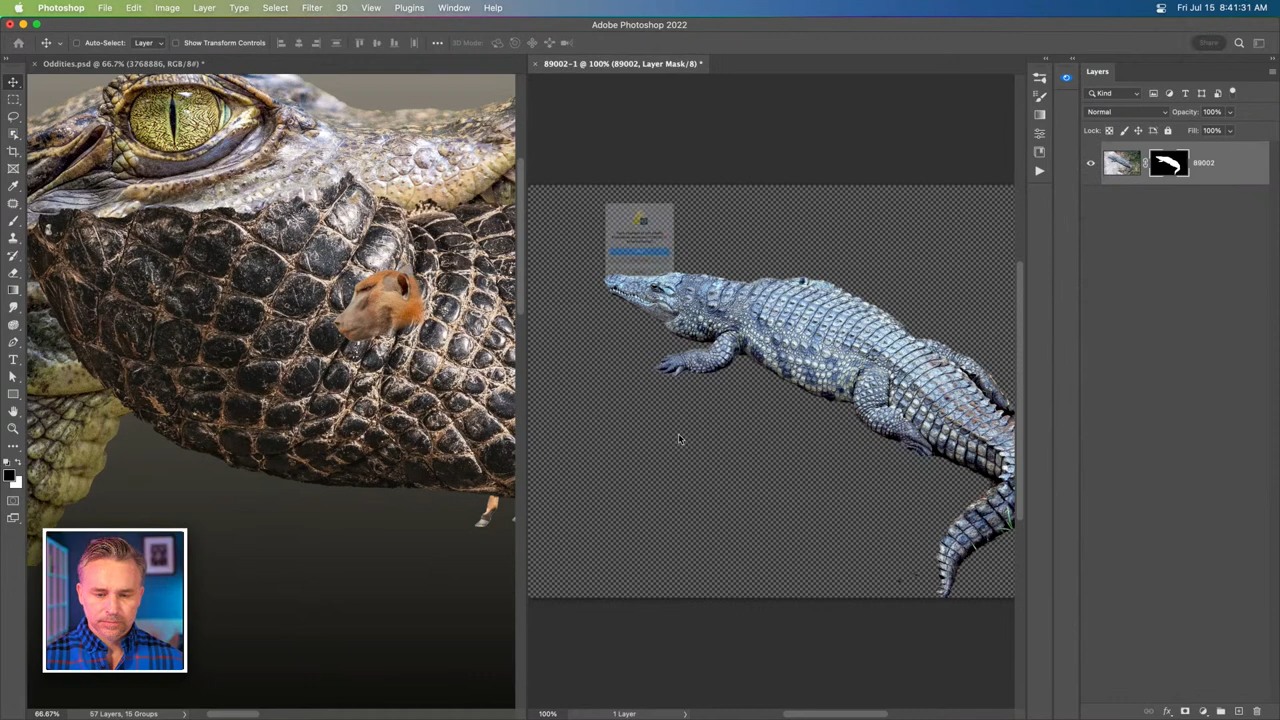 Photoshop File Edit Image Layer Type Select Filter 3D View Plugins Window Help Fri Jul 15 8:41:31 AM
Adobe Photoshop 2022
Auto-Select: Layer Show Transform Controls 3D Mode: Share
Oddities.psd @ 66.7% (3768886, RGB/8#) * 89002-1 @ 100% (89002, Layer Mask/8) *
Layers
Kind
Normal Opacity: 100%
Lock: Fill: 100%
89002
66.67% 57 Layers, 15 Groups 100% 1 Layer